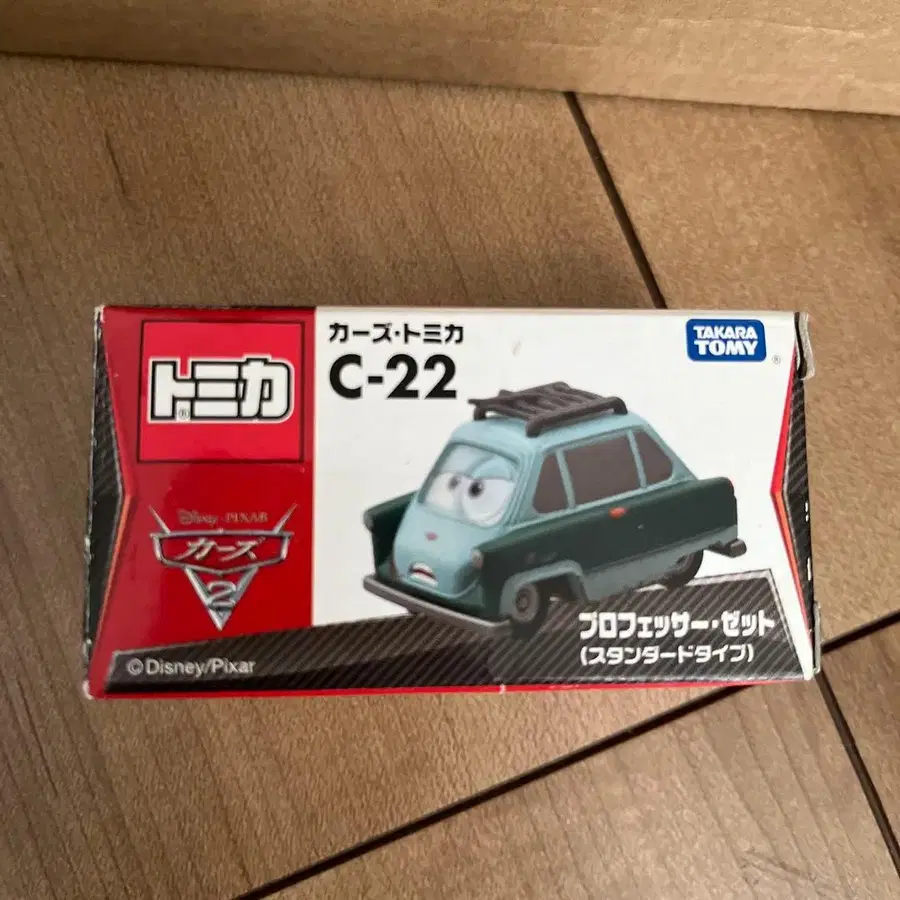 トミカ
®
Disney・PIXAR
カーズ
2
©Disney/Pixar
カーズ・トミカ
C-22
TAKARA
TOMY
®
プロフェッサー・ゼット
(スタンダードタイプ)